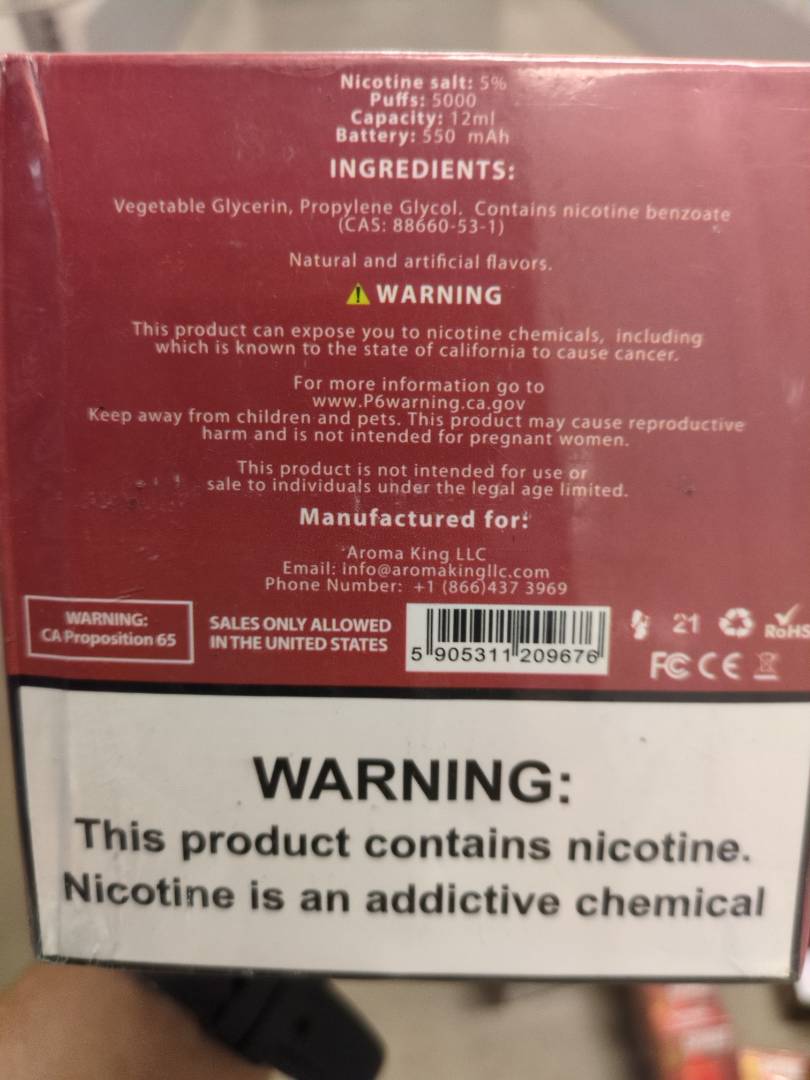 Nicotine salt: 5%
Puffs: 5000
Capacity: 12ml
Battery: 550 mAh
INGREDIENTS:
Vegetable Glycerin, Propylene Glycol. Contains nicotine benzoate
(CAS: 88660-53-1)
Natural and artificial flavors.
WARNING
This product can expose you to nicotine chemicals, including
which is known to the state of california to cause cancer.
For more information go to
www.P6warning.ca.gov
Keep away from children and pets. This product may cause reproductive
harm and is not intended for pregnant women.
This product is not intended for use or
sale to individuals under the legal age limited.
Manufactured for:
Aroma King LLC
Email: info@aromakingllc.com
Phone Number: +1 (866)437 3969
WARNING:
CA Proposition 65
SALES ONLY ALLOWED
IN THE UNITED STATES
5 905311 209676
21
RoHS
FC CE
WARNING:
This product contains nicotine.
Nicotine is an addictive chemical